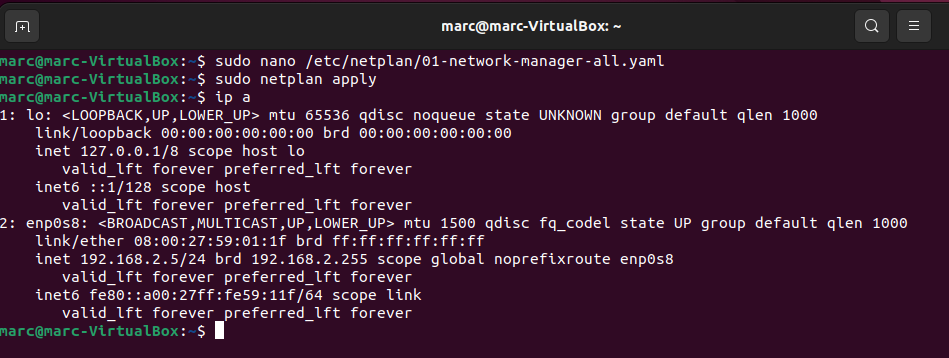 marc@marc-VirtualBox: ~
marc@marc-VirtualBox:~$ sudo nano /etc/netplan/01-network-manager-all.yaml
marc@marc-VirtualBox:~$ sudo netplan apply
marc@marc-VirtualBox:~$ ip a
1: lo: <LOOPBACK,UP,LOWER_UP> mtu 65536 qdisc noqueue state UNKNOWN group default qlen 1000
    link/loopback 00:00:00:00:00:00 brd 00:00:00:00:00:00
    inet 127.0.0.1/8 scope host lo
       valid_lft forever preferred_lft forever
    inet6 ::1/128 scope host
       valid_lft forever preferred_lft forever
2: enp0s8: <BROADCAST,MULTICAST,UP,LOWER_UP> mtu 1500 qdisc fq_codel state UP group default qlen 1000
    link/ether 08:00:27:59:01:1f brd ff:ff:ff:ff:ff:ff
    inet 192.168.2.5/24 brd 192.168.2.255 scope global noprefixroute enp0s8
       valid_lft forever preferred_lft forever
    inet6 fe80::a00:27ff:fe59:11f/64 scope link
       valid_lft forever preferred_lft forever
marc@marc-VirtualBox:~$